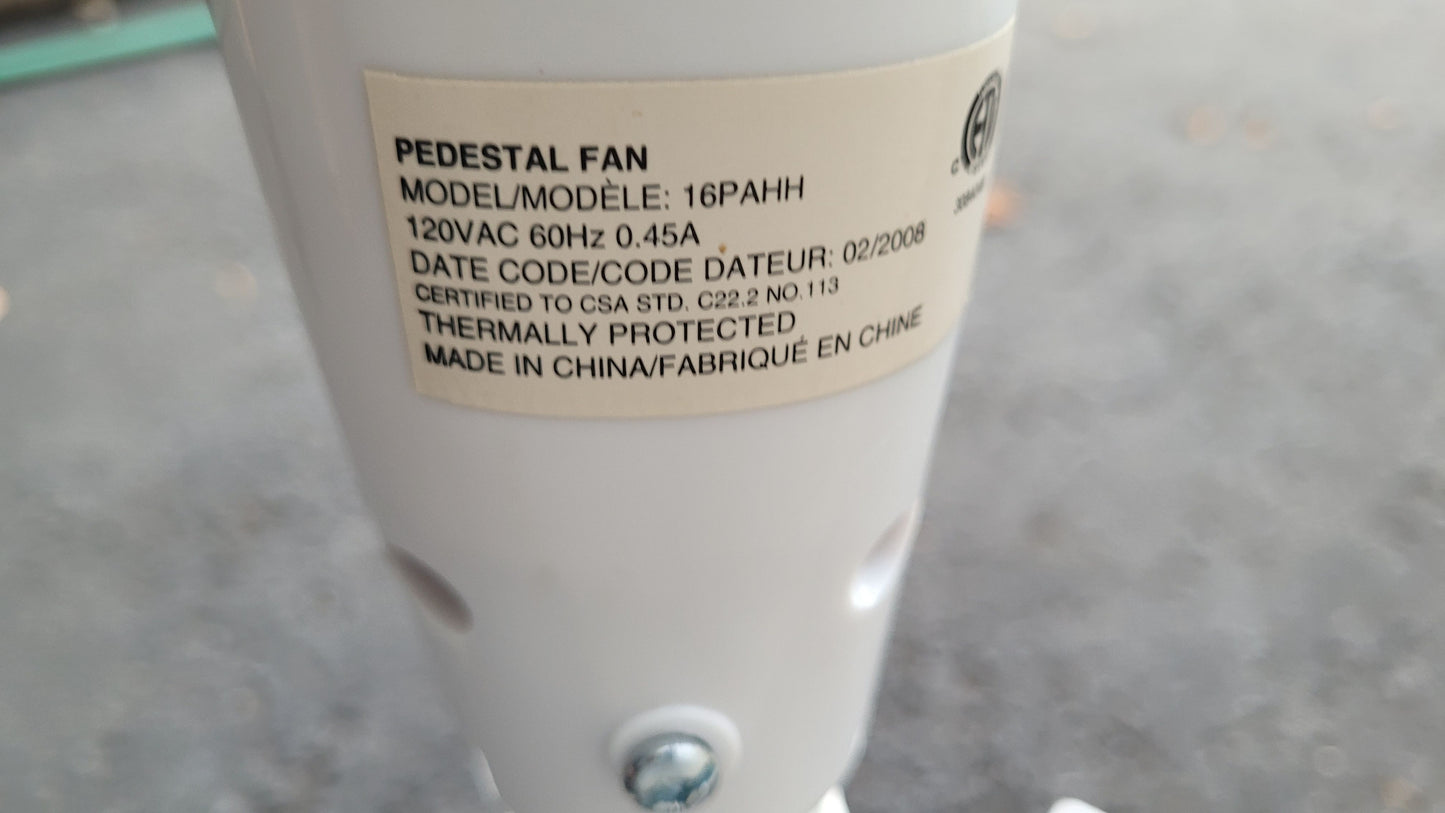 PEDESTAL FAN
MODEL/MODÈLE: 16PAHH
120VAC 60Hz 0.45A
DATE CODE/CODE DATEUR: 02/2008
CERTIFIED TO CSA STD. C22.2 NO.113
THERMALLY PROTECTED
MADE IN CHINA/FABRIQUÉ EN CHINE
C